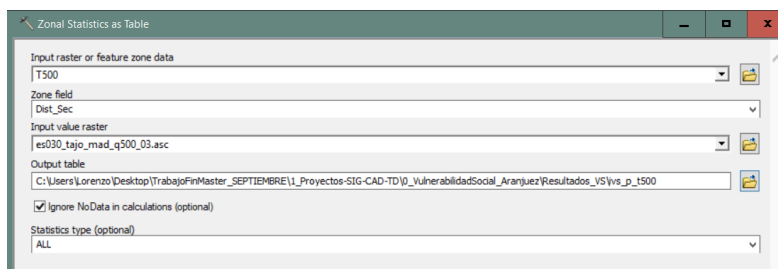 Zonal Statistics as Table
Input raster or feature zone data
T500
Zone field
Dist_Sec
Input value raster
es030_tajo_mad_q500_03.asc
Output table
C:\Users\Lorenzo\Desktop\TrabajoFinMaster_SEPTIEMBRE\1_Proyectos-SIG-CAD-TD\0_VulnerabilidadSocial_Aranjuez\Resultados_VS\ivs_p_t500
Ignore NoData in calculations (optional)
Statistics type (optional)
ALL